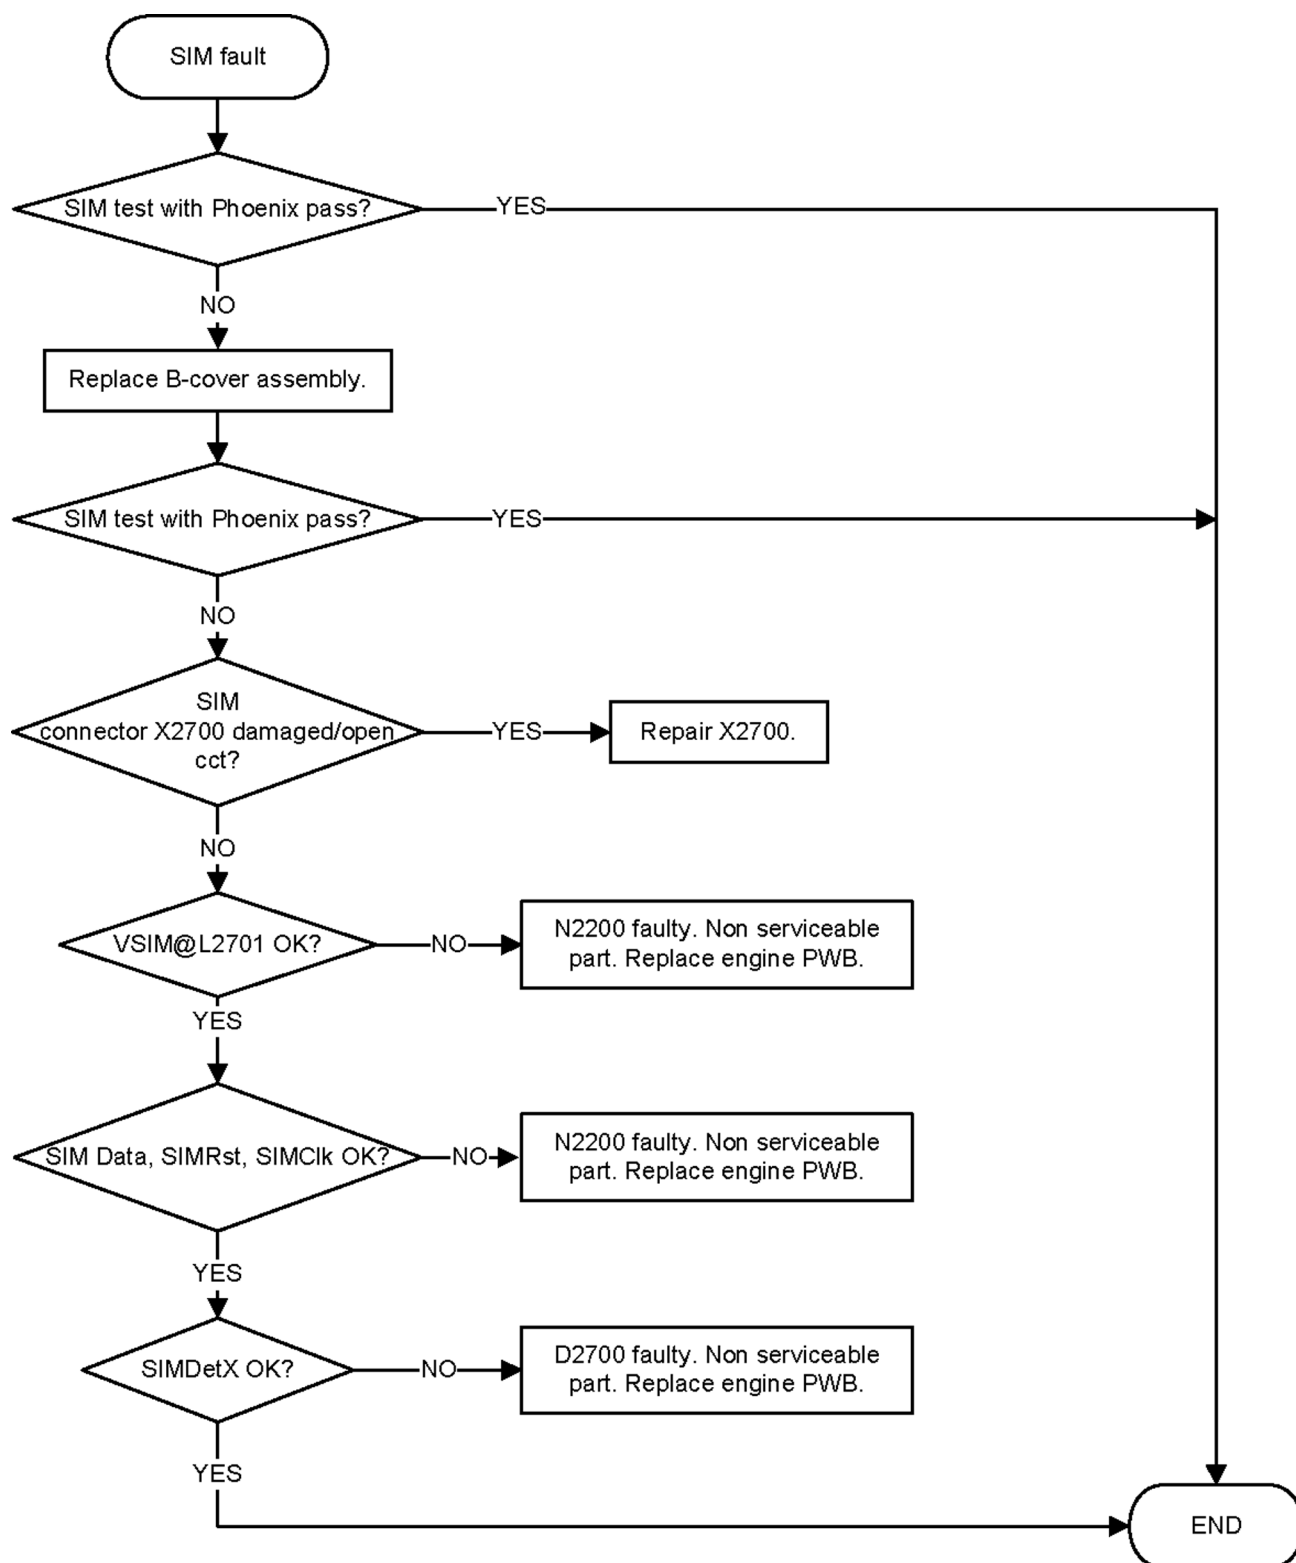 SIM fault
SIM test with Phoenix pass?
YES
NO
Replace B-cover assembly.
SIM test with Phoenix pass?
YES
NO
SIM
connector X2700 damaged/open
cct?
YES
Repair X2700.
NO
VSIM@L2701 OK?
NO
N2200 faulty. Non serviceable
part. Replace engine PWB.
YES
SIM Data, SIMRst, SIMClk OK?
NO
N2200 faulty. Non serviceable
part. Replace engine PWB.
YES
SIMDetX OK?
NO
D2700 faulty. Non serviceable
part. Replace engine PWB.
YES
END